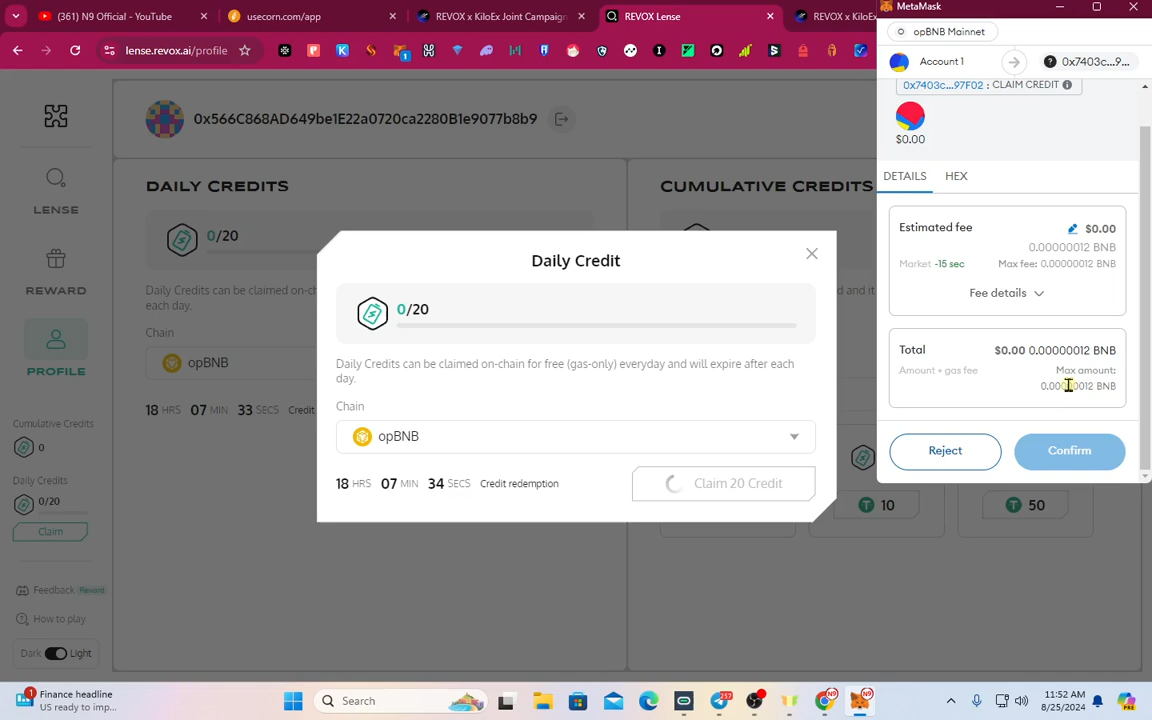 (361) N9 Official - YouTube
usecorn.com/app
REVOX x KiloEx Joint Campaign
REVOX Lense
REVOX x KiloEx
MetaMask
lense.revox.ai/profile
opBNB Mainnet
Account 1
0x7403c...9...
0x7403c...97F02 : CLAIM CREDIT
$0.00
DETAILS
HEX
Estimated fee
$0.00
0.00000012 BNB
Market ~15 sec
Max fee: 0.00000012 BNB
Fee details
Total
$0.00 0.00000012 BNB
Amount + gas fee
Max amount:
0.00000012 BNB
Reject
Confirm
0x566C868AD649be1E22a0720ca2280B1e9077b8b9
LENSE
REWARD
PROFILE
Cumulative Credits
0
Daily Credits
0/20
Claim
Feedback Reward
How to play
Dark
Light
DAILY CREDITS
0/20
Daily Credits can be claimed on-ch
each day.
Chain
opBNB
18 HRS 07 MIN 33 SECS Credit
CUMULATIVE CREDITS
10
50
Daily Credit
0/20
Daily Credits can be claimed on-chain for free (gas-only) everyday and will expire after each
day.
Chain
opBNB
18 HRS 07 MIN 34 SECS Credit redemption
Claim 20 Credit
1
Finance headline
US ready to imp...
Search
237
N9
N9
11:52 AM
8/25/2024
PRE